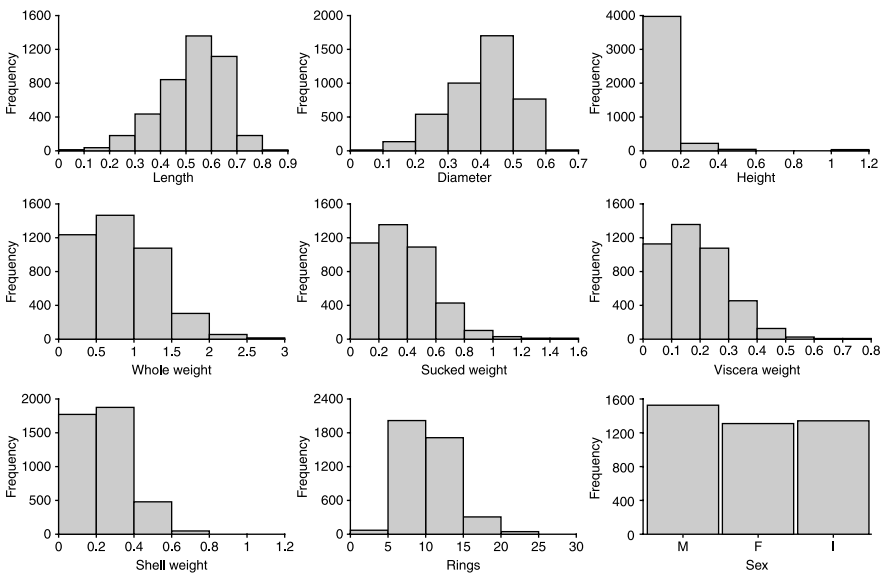 1600
1200
800
400
0
Frequency
0 0.1 0.2 0.3 0.4 0.5 0.6 0.7 0.8 0.9
Length
2000
1600
1200
800
400
0
Frequency
0 0.1 0.2 0.3 0.4 0.5 0.6 0.7
Diameter
4000
3000
2000
1000
0
Frequency
0 0.2 0.4 0.6 0.8 1 1.2
Height
1600
1200
800
400
0
Frequency
0 0.5 1 1.5 2 2.5 3
Whole weight
1600
1200
800
400
0
Frequency
0 0.2 0.4 0.6 0.8 1 1.2 1.4 1.6
Sucked weight
1600
1200
800
400
0
Frequency
0 0.1 0.2 0.3 0.4 0.5 0.6 0.7 0.8
Viscera weight
2000
1500
1000
500
0
Frequency
0 0.2 0.4 0.6 0.8 1 1.2
Shell weight
2400
1800
1200
600
0
Frequency
0 5 10 15 20 25 30
Rings
1600
1200
800
400
0
Frequency
M F I
Sex